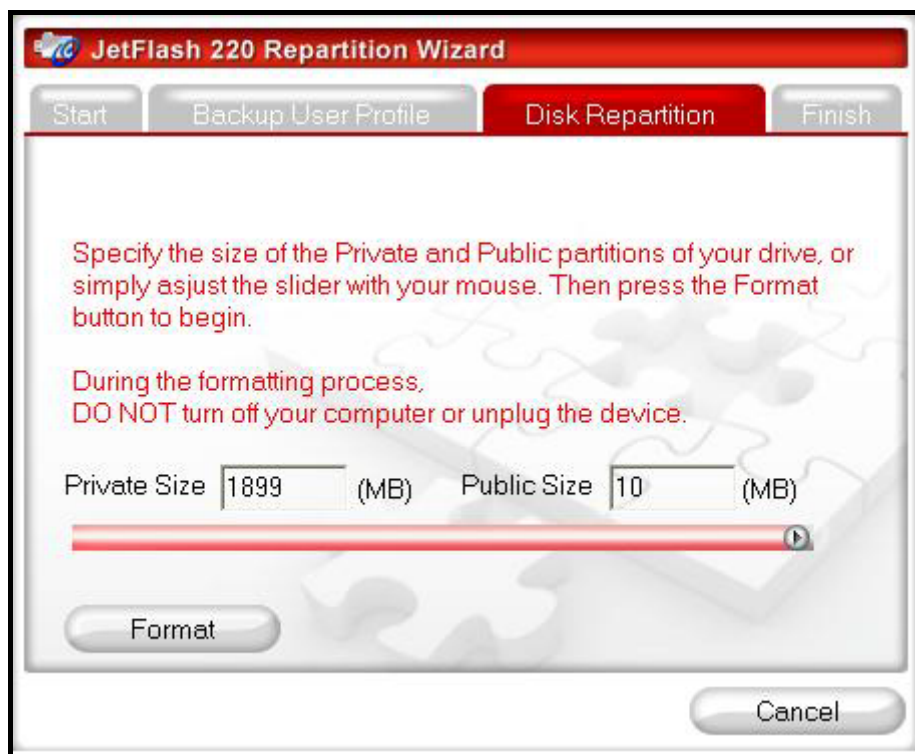 JetFlash 220 Repartition Wizard
Start Backup User Profile Disk Repartition Finish
Specify the size of the Private and Public partitions of your drive, or
simply asjust the slider with your mouse. Then press the Format
button to begin.
During the formatting process,
DO NOT turn off your computer or unplug the device.
Private Size 1899 (MB) Public Size 10 (MB)
Format
Cancel